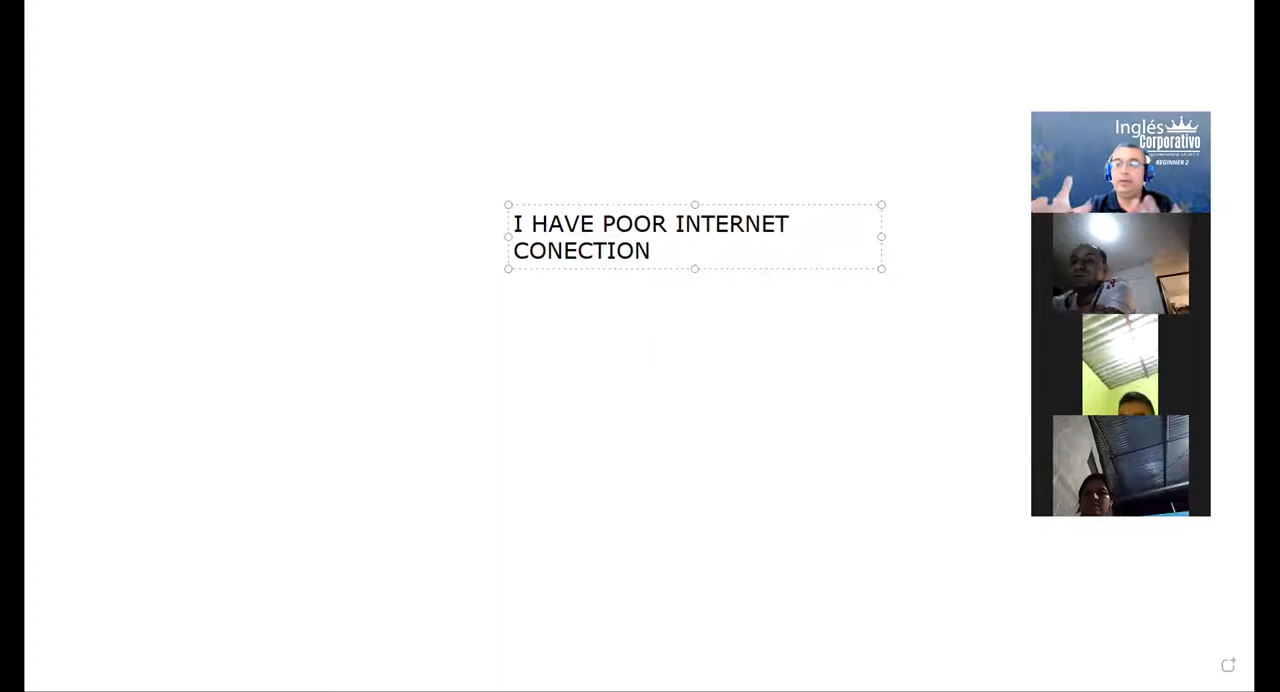 I HAVE POOR INTERNET
CONECTION
Inglés
Corporativo
BEGINNER 2